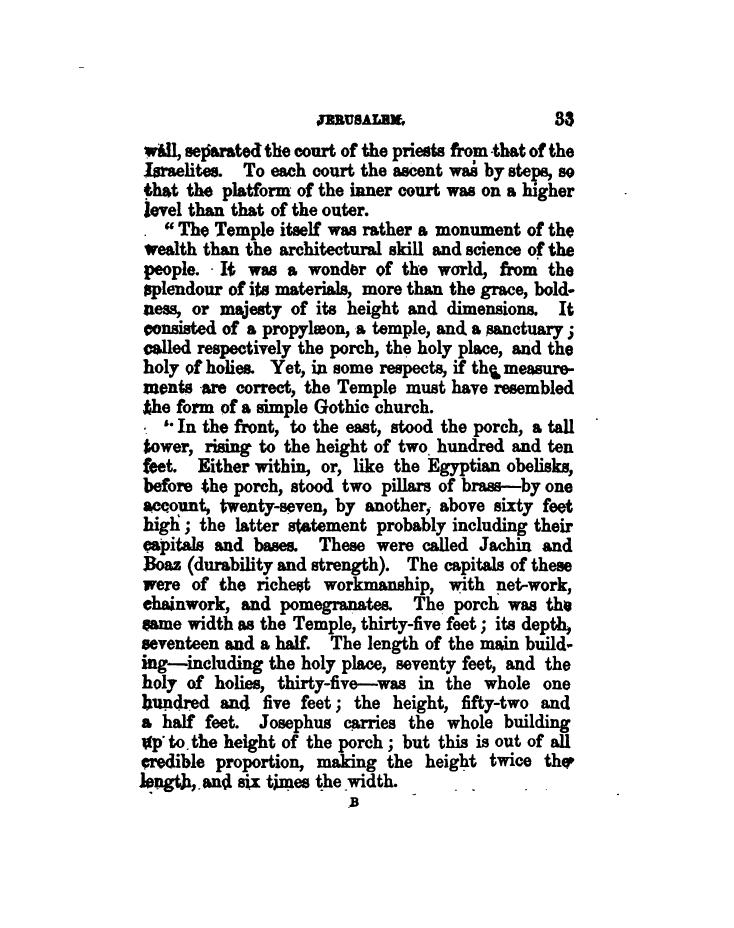 JERUSALEM. 33
wall, separated the court of the priests from that of the
Israelites. To each court the ascent was by steps, so
that the platform of the inner court was on a higher
level than that of the outer.
“The Temple itself was rather a monument of the
wealth than the architectural skill and science of the
people. It was a wonder of the world, from the
splendour of its materials, more than the grace, bold-
ness, or majesty of its height and dimensions. It
consisted of a propylæon, a temple, and a sanctuary;
called respectively the porch, the holy place, and the
holy of holies. Yet, in some respects, if the measure-
ments are correct, the Temple must have resembled
the form of a simple Gothic church.
“In the front, to the east, stood the porch, a tall
tower, rising to the height of two hundred and ten
feet. Either within, or, like the Egyptian obelisks,
before the porch, stood two pillars of brass—by one
account, twenty-seven, by another, above sixty feet
high; the latter statement probably including their
capitals and bases. These were called Jachin and
Boaz (durability and strength). The capitals of these
were of the richest workmanship, with net-work,
chainwork, and pomegranates. The porch was the
same width as the Temple, thirty-five feet; its depth,
seventeen and a half. The length of the main build-
ing—including the holy place, seventy feet, and the
holy of holies, thirty-five—was in the whole one
hundred and five feet; the height, fifty-two and
a half feet. Josephus carries the whole building
up to the height of the porch; but this is out of all
credible proportion, making the height twice the
length, and six times the width.
B